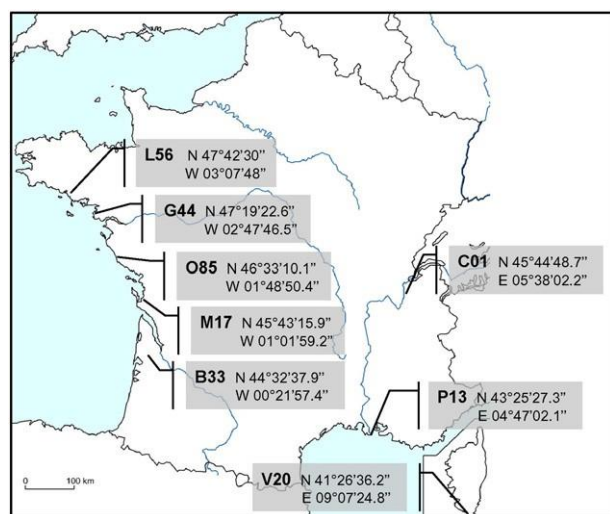 L56 N 47°42'30”
W 03°07'48”
G44 N 47°19'22.6”
W 02°47'46.5”
O85 N 46°33'10.1”
W 01°48'50.4”
C01 N 45°44'48.7”
E 05°38'02.2”
M17 N 45°43'15.9”
W 01°01'59.2”
B33 N 44°32'37.9”
W 00°21'57.4”
P13 N 43°25'27.3”
E 04°47'02.1”
V20 N 41°26'36.2”
E 09°07'24.8”
0 100 km